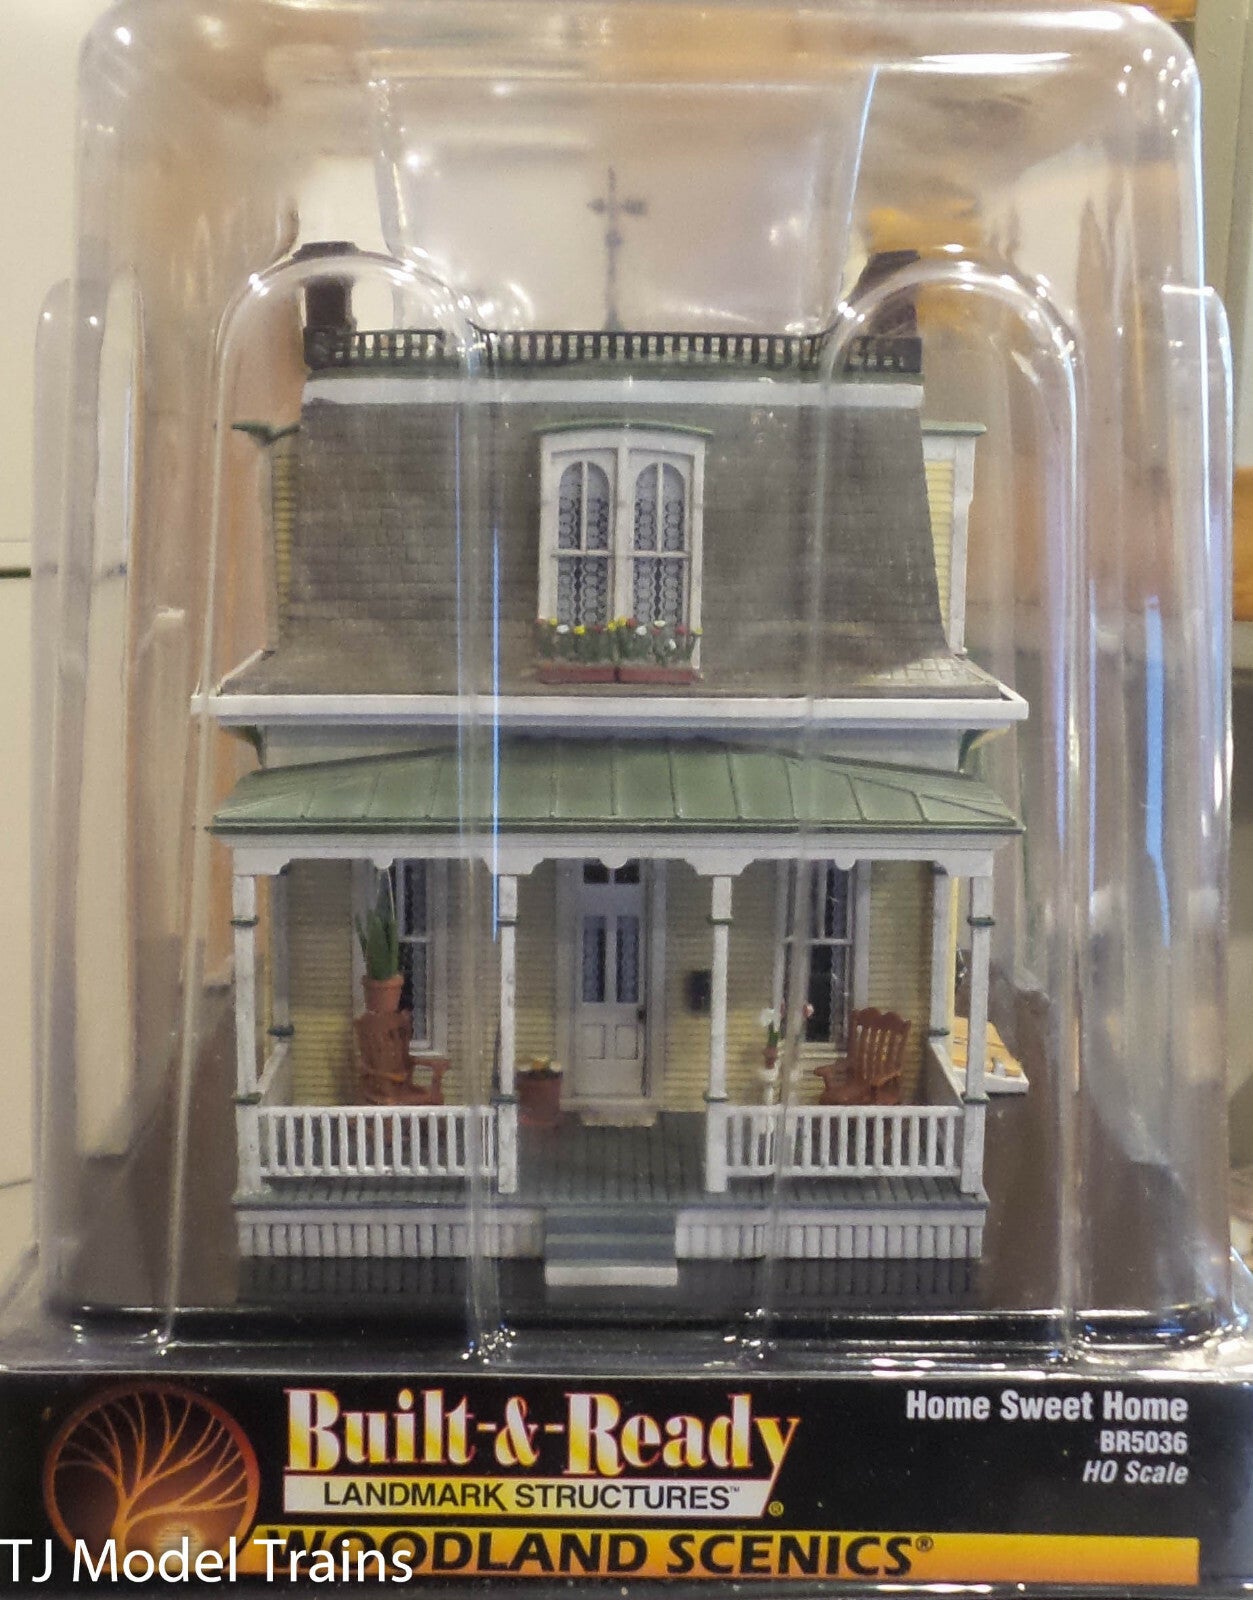 Built-&-Ready®
LANDMARK STRUCTURES™
WOODLAND SCENICS®
Home Sweet Home
BR5036
HO Scale
TJ Model Trains